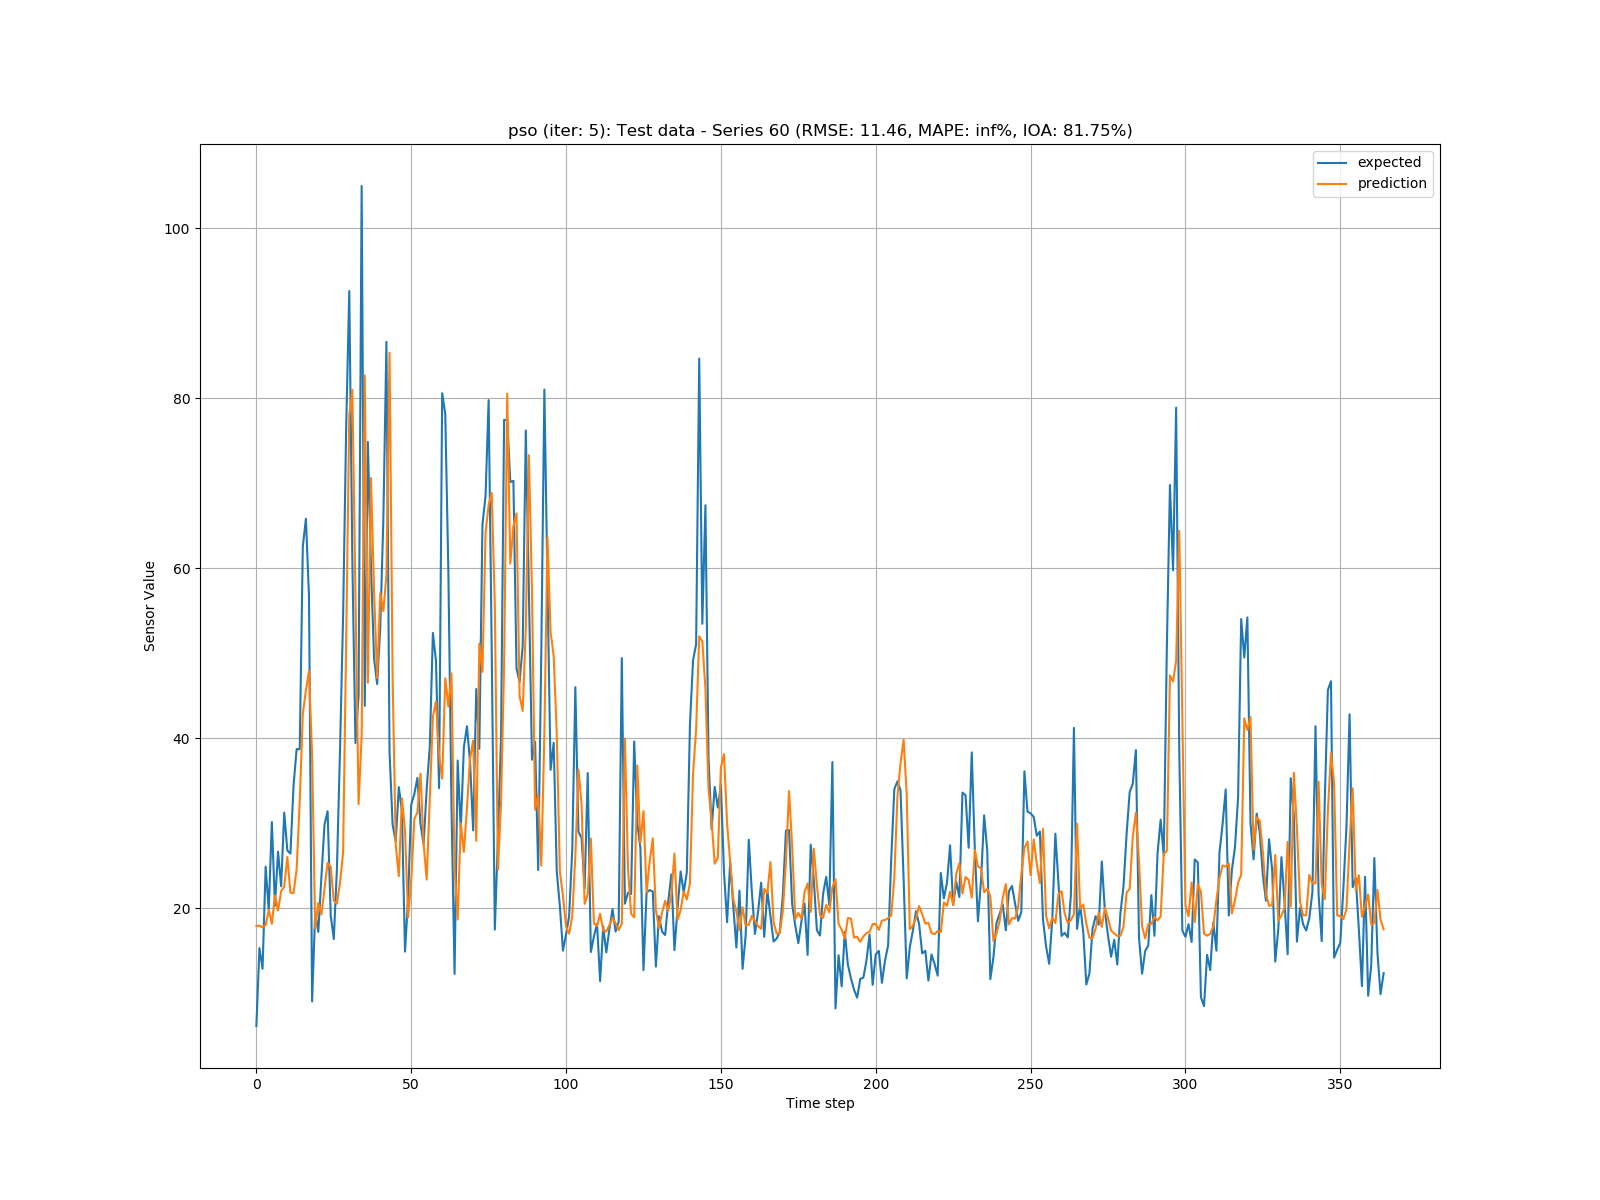 pso (iter: 5): Test data - Series 60 (RMSE: 11.46, MAPE: inf%, IOA: 81.75%)
expected
prediction
100
80
60
40
20
Sensor Value
0 50 100 150 200 250 300 350
Time step